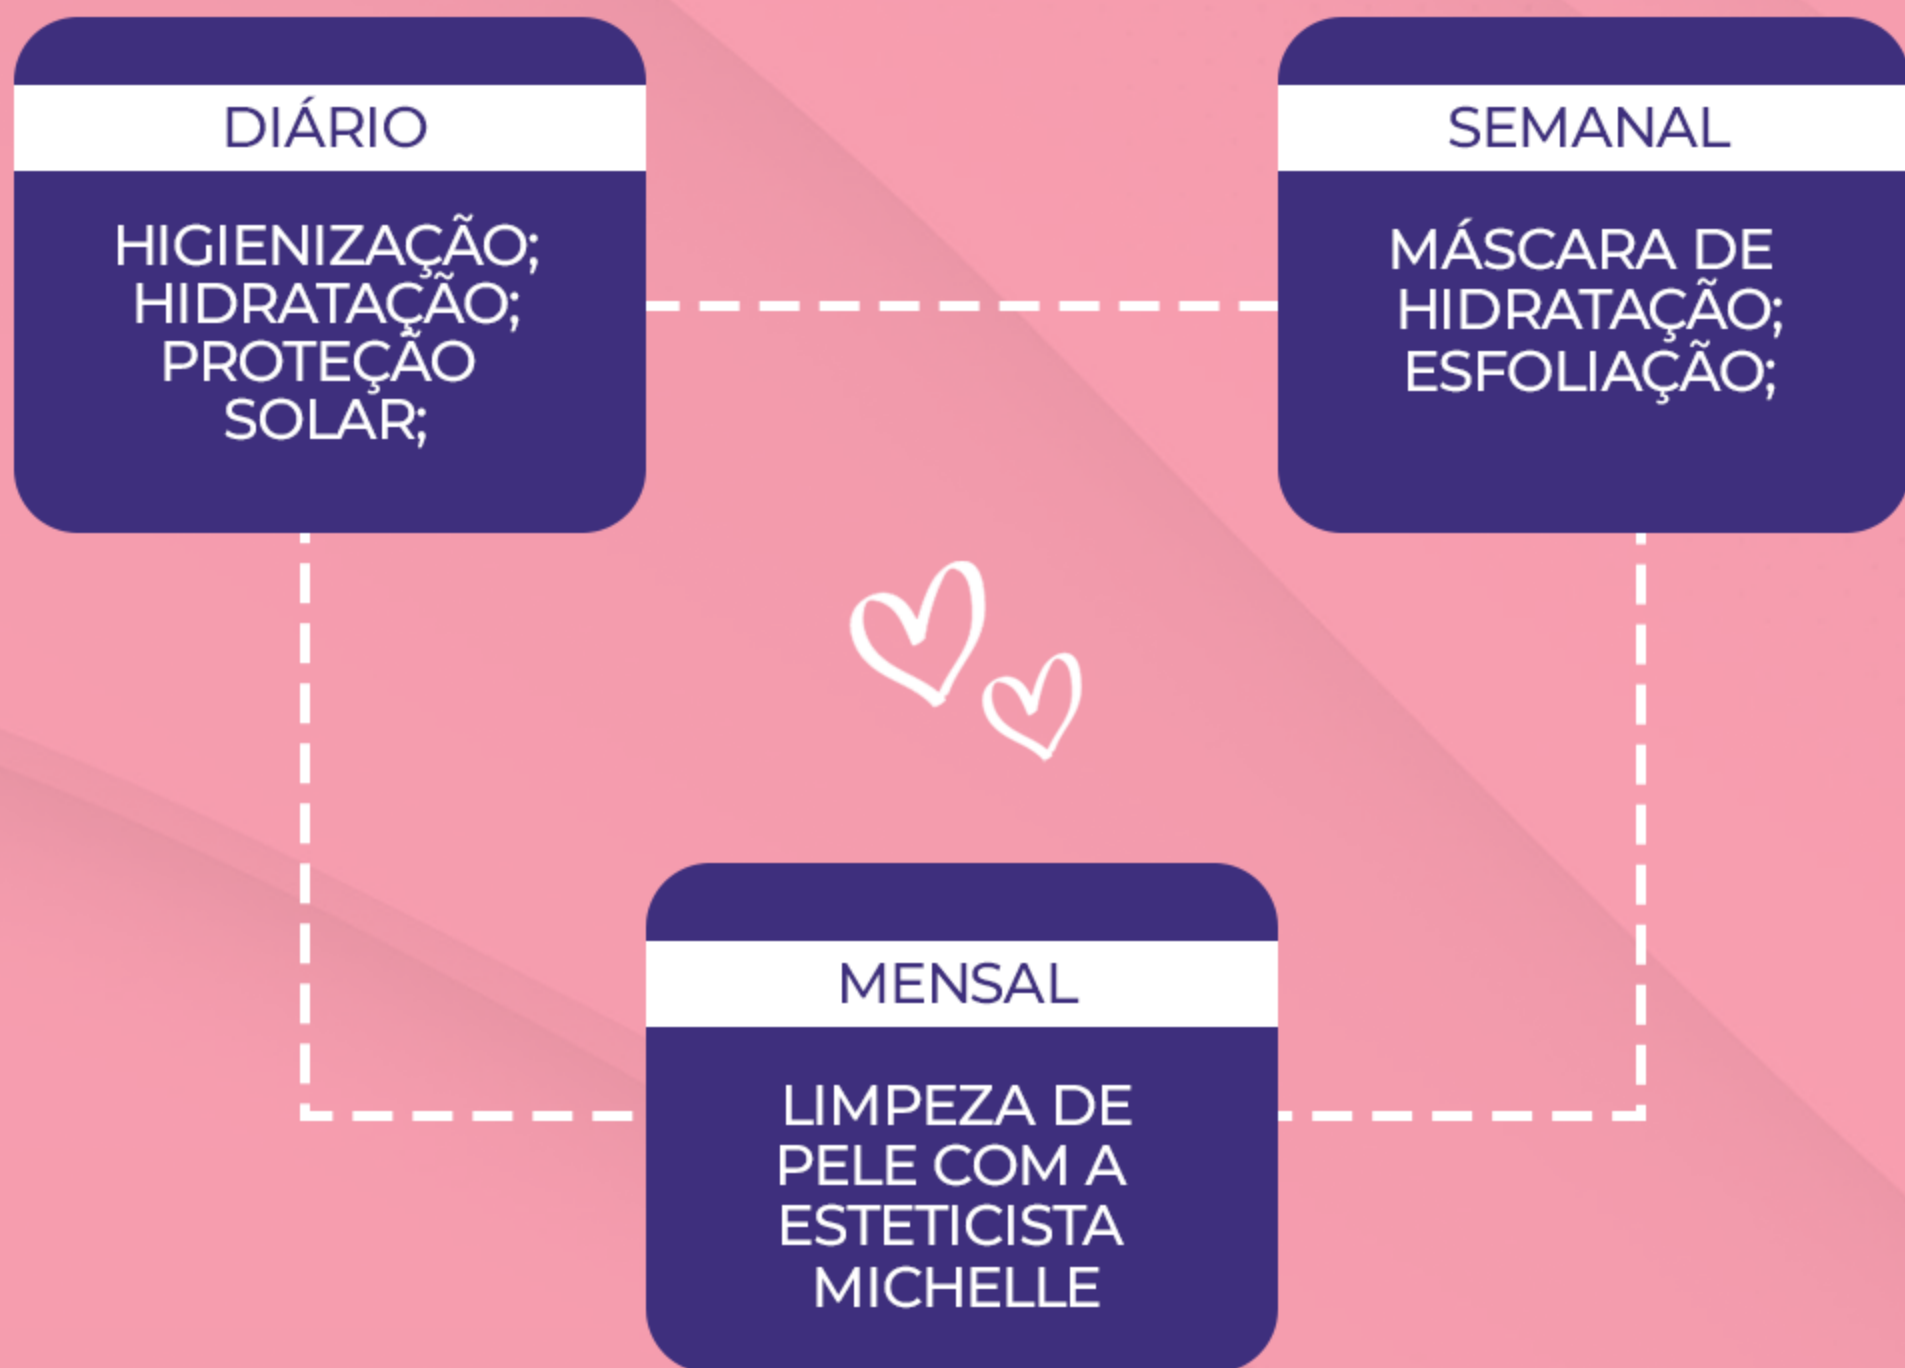 DIÁRIO
HIGIENIZAÇÃO;
HIDRATAÇÃO;
PROTEÇÃO
SOLAR;
SEMANAL
MÁSCARA DE
HIDRATAÇÃO;
ESFOLIAÇÃO;
MENSAL
LIMPEZA DE
PELE COM A
ESTETICISTA
MICHELLE